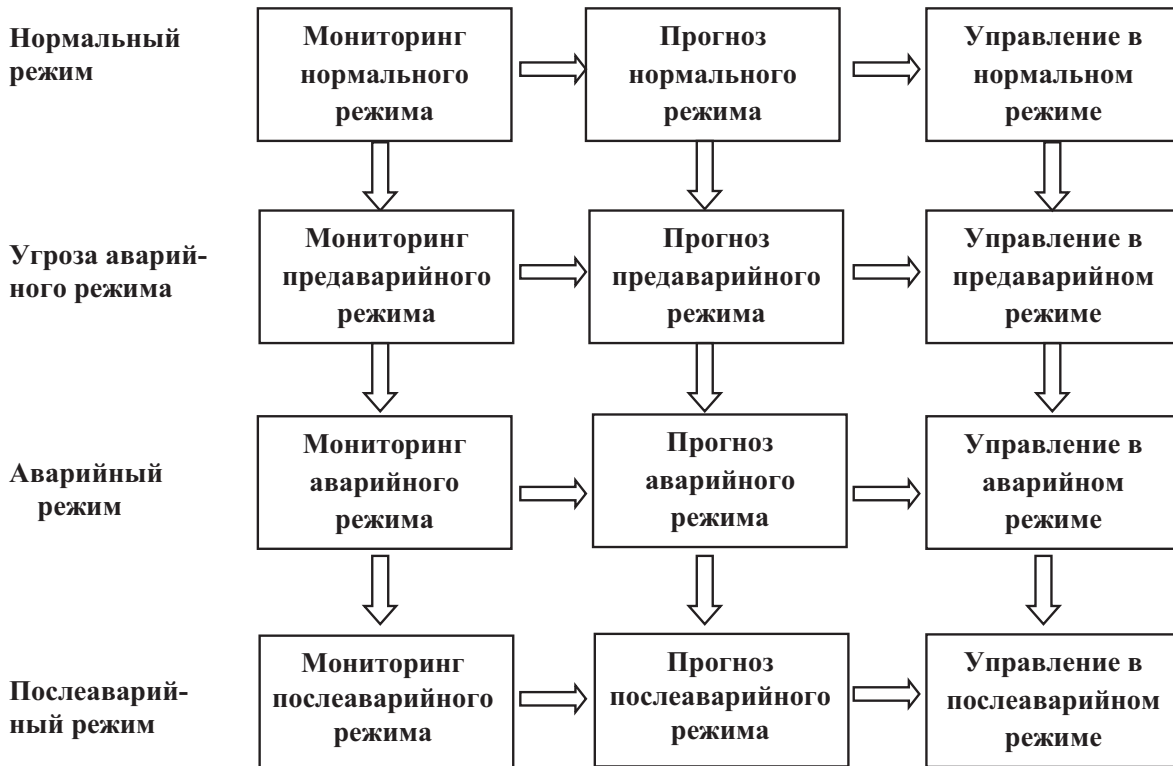 Нормальный
режим
Мониторинг
нормального
режима
Прогноз
нормального
режима
Управление в
нормальном
режиме
Угроза аварий-
ного режима
Мониторинг
предаварийного
режима
Прогноз
предаварийного
режима
Управление в
предаварийном
режиме
Аварийный
режим
Мониторинг
аварийного
режима
Прогноз
аварийного
режима
Управление в
аварийном
режиме
Послеаварий-
ный режим
Мониторинг
послеаварийного
режима
Прогноз
послеаварийного
режима
Управление в
послеаварийном
режиме